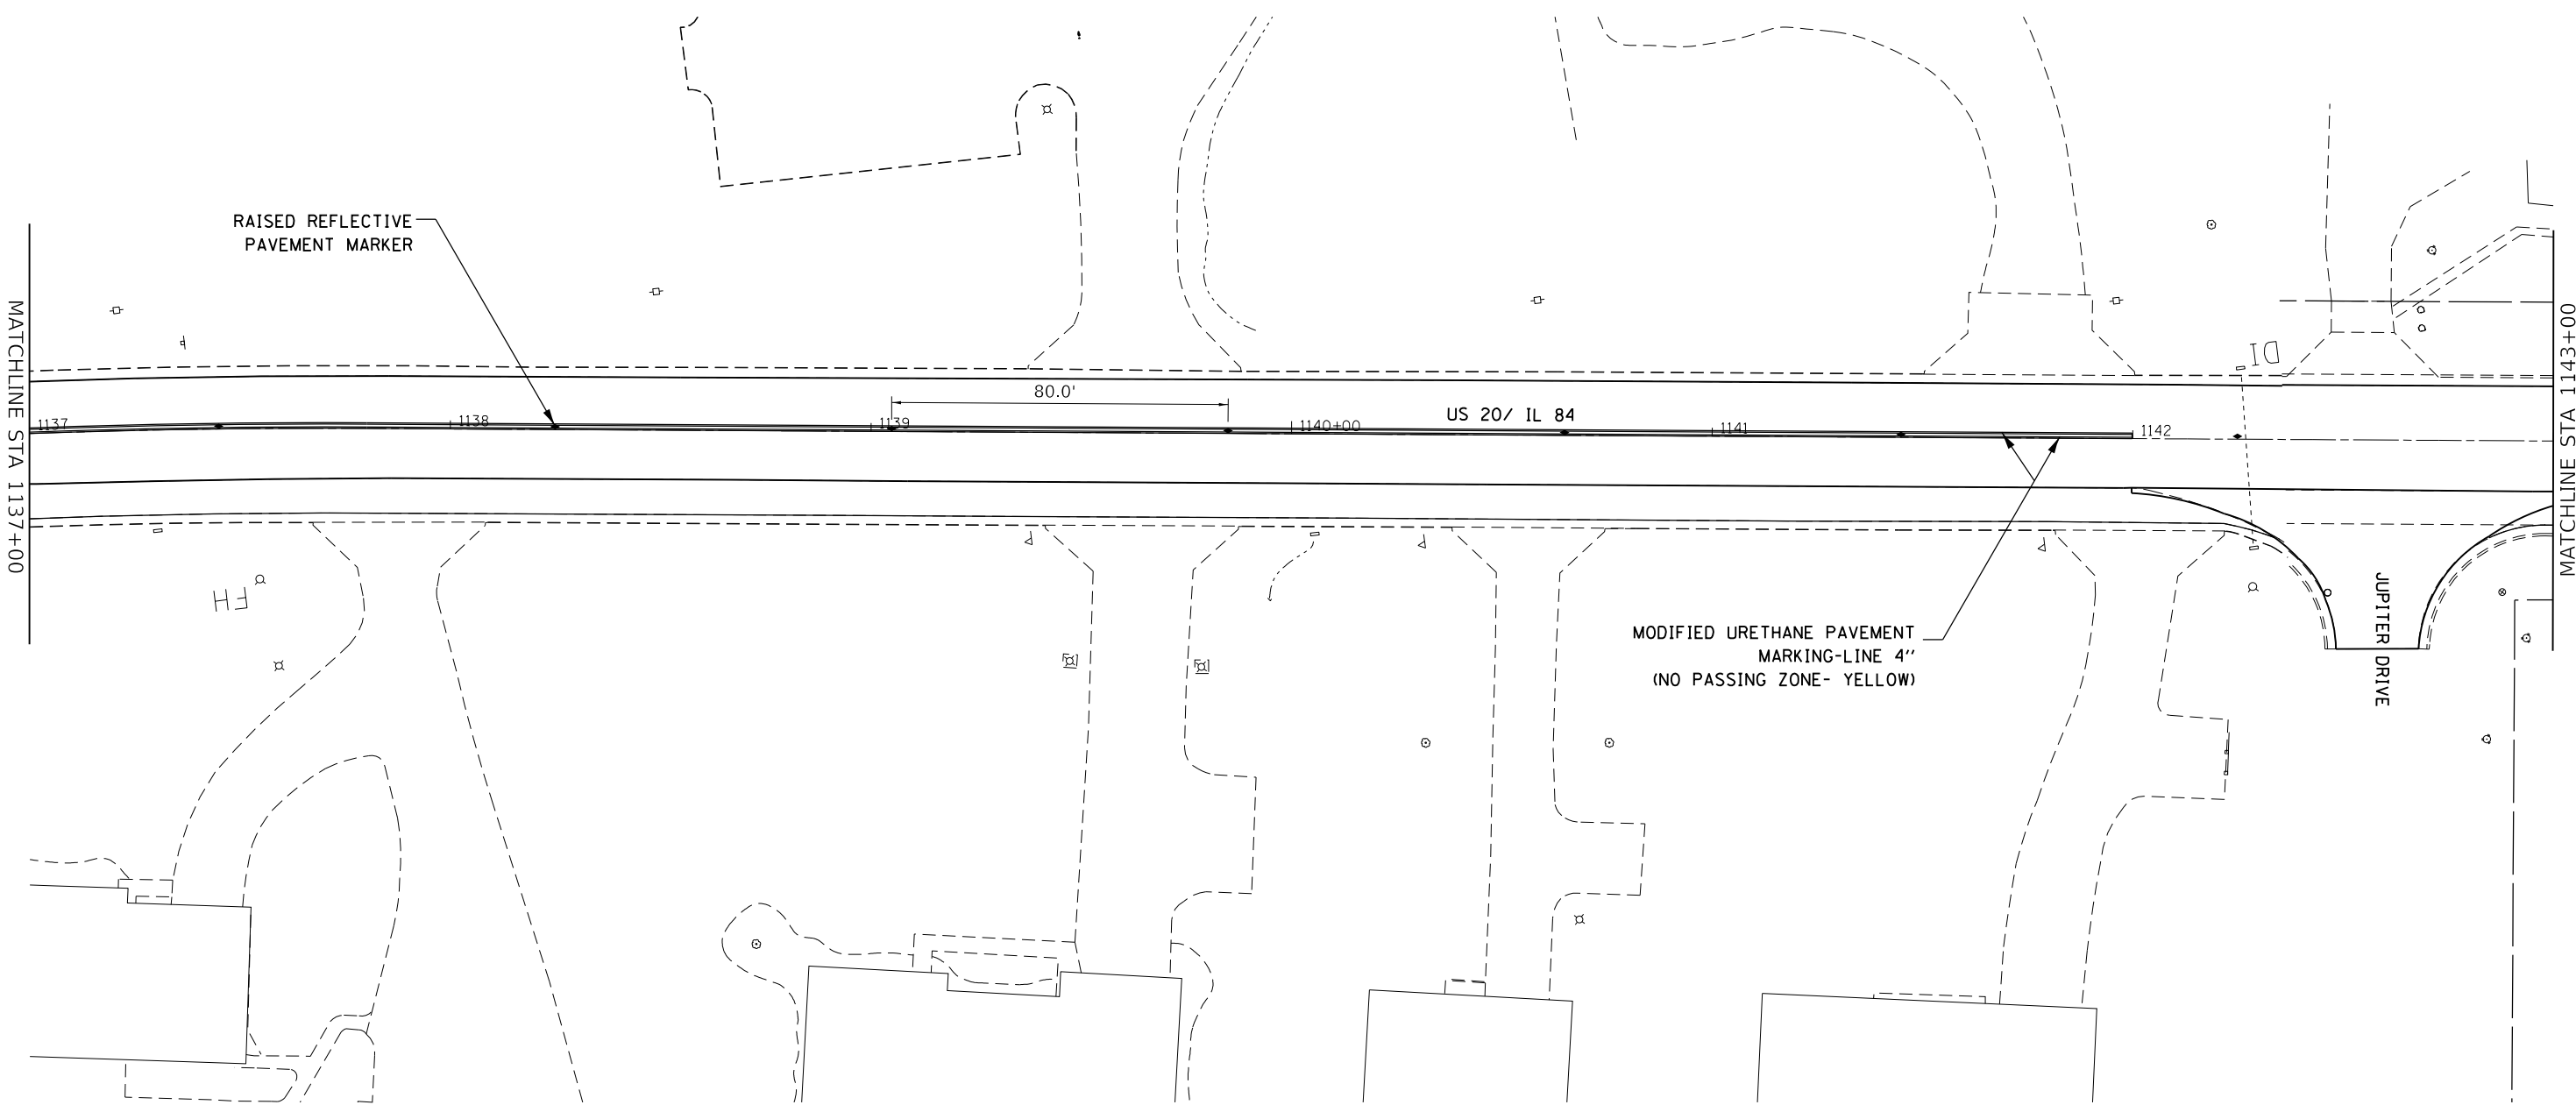 RAISED REFLECTIVE
PAVEMENT MARKER
MATCHLINE STA 1137+00
MATCHLINE STA 1143+00
DI
80.0'
US 20/ IL 84
1137
1138
1139
1140+00
1141
1142
FH
MODIFIED URETHANE PAVEMENT
MARKING-LINE 4''
(NO PASSING ZONE- YELLOW)
JUPITER DRIVE